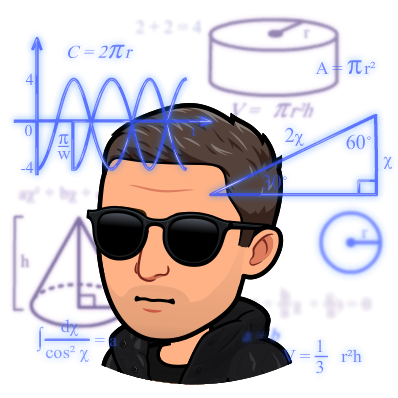 2 + 2 = 4
C = 2πr
r
4
A = πr²
V = πr²h
0
π
w
2χ
60°
χ
-4
r
h
∫ dχ
cos² χ =
V = 1
3 r²h